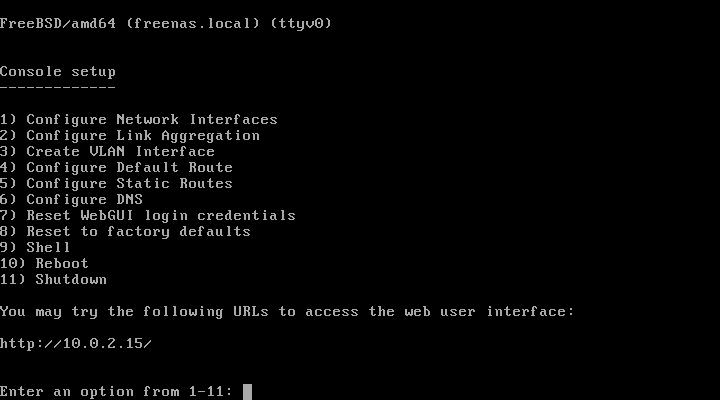 FreeBSD/amd64 (freenas.local) (ttyv0)
Console setup
-------------
1) Configure Network Interfaces
2) Configure Link Aggregation
3) Create VLAN Interface
4) Configure Default Route
5) Configure Static Routes
6) Configure DNS
7) Reset WebGUI login credentials
8) Reset to factory defaults
9) Shell
10) Reboot
11) Shutdown
You may try the following URLs to access the web user interface:
http://10.0.2.15/
Enter an option from 1-11: